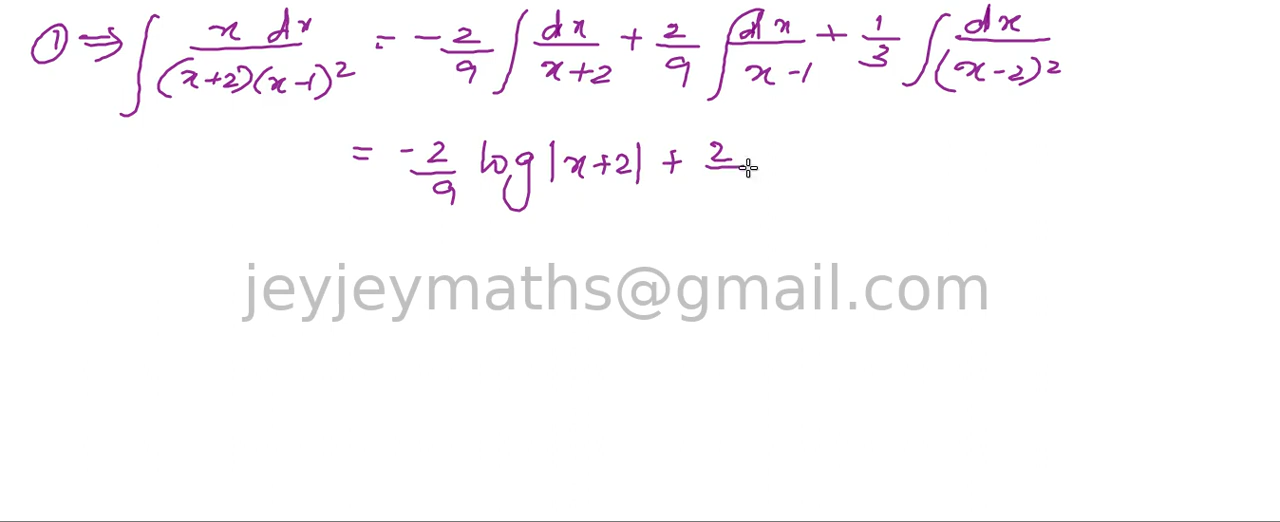 ① ⇒ ∫ x dx / (x+2)(x-1)² = -2/9 ∫ dx/x+2 + 2/9 ∫ dx/x-1 + 1/3 ∫ dx/(x-2)²
= -2/9 log|x+2| + 2
jeyjeymaths@gmail.com